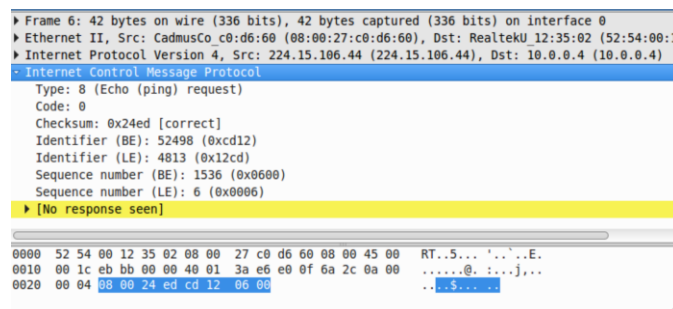 Frame 6: 42 bytes on wire (336 bits), 42 bytes captured (336 bits) on interface 0
Ethernet II, Src: CadmusCo_c0:d6:60 (08:00:27:c0:d6:60), Dst: RealtekU_12:35:02 (52:54:00:
Internet Protocol Version 4, Src: 224.15.106.44 (224.15.106.44), Dst: 10.0.0.4 (10.0.0.4)
Internet Control Message Protocol
Type: 8 (Echo (ping) request)
Code: 0
Checksum: 0x24ed [correct]
Identifier (BE): 52498 (0xcd12)
Identifier (LE): 4813 (0x12cd)
Sequence number (BE): 1536 (0x0600)
Sequence number (LE): 6 (0x0006)
[No response seen]
0000 52 54 00 12 35 02 08 00 27 c0 d6 60 08 00 45 00 RT..5... '..`..E.
0010 00 1c eb bb 00 00 40 01 3a e6 e0 0f 6a 2c 0a 00 ......@. :...j,..
0020 00 04 08 00 24 ed cd 12 06 00 ....$... ..